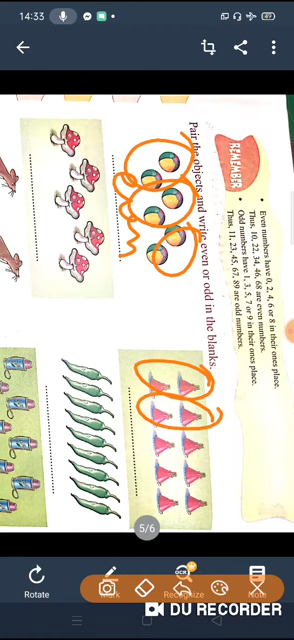 14:33
47
REMEMBER
• Even numbers have 0, 2, 4, 6 or 8 in their ones place.
Thus, 10, 22, 34, 46, 68 are even numbers.
• Odd numbers have 1, 3, 5, 7 or 9 in their ones place.
Thus, 11, 23, 45, 67, 89 are odd numbers.
Pair the objects and write even or odd in the blanks.
5/6
OCR
Rotate
Mark
Recognize
Note
DU RECORDER